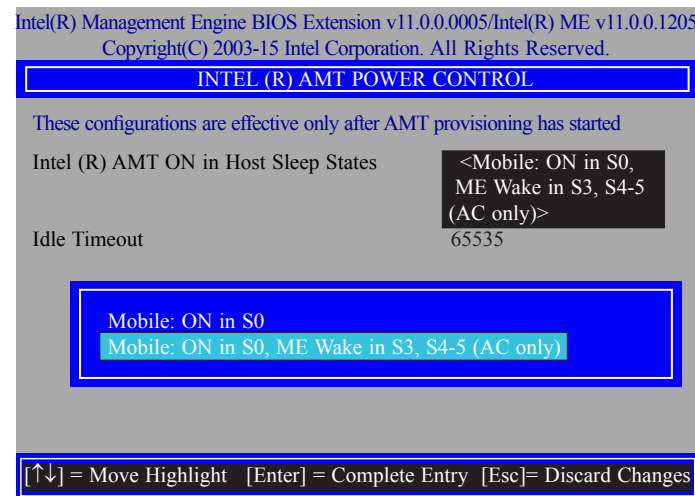 Intel(R) Management Engine BIOS Extension v11.0.0.0005/Intel(R) ME v11.0.0.1205
Copyright(C) 2003-15 Intel Corporation. All Rights Reserved.
INTEL (R) AMT POWER CONTROL
These configurations are effective only after AMT provisioning has started
Intel (R) AMT ON in Host Sleep States <Mobile: ON in S0,
ME Wake in S3, S4-5
(AC only)>
Idle Timeout 65535
Mobile: ON in S0
Mobile: ON in S0, ME Wake in S3, S4-5 (AC only)
[↑↓] = Move Highlight [Enter] = Complete Entry [Esc]= Discard Changes